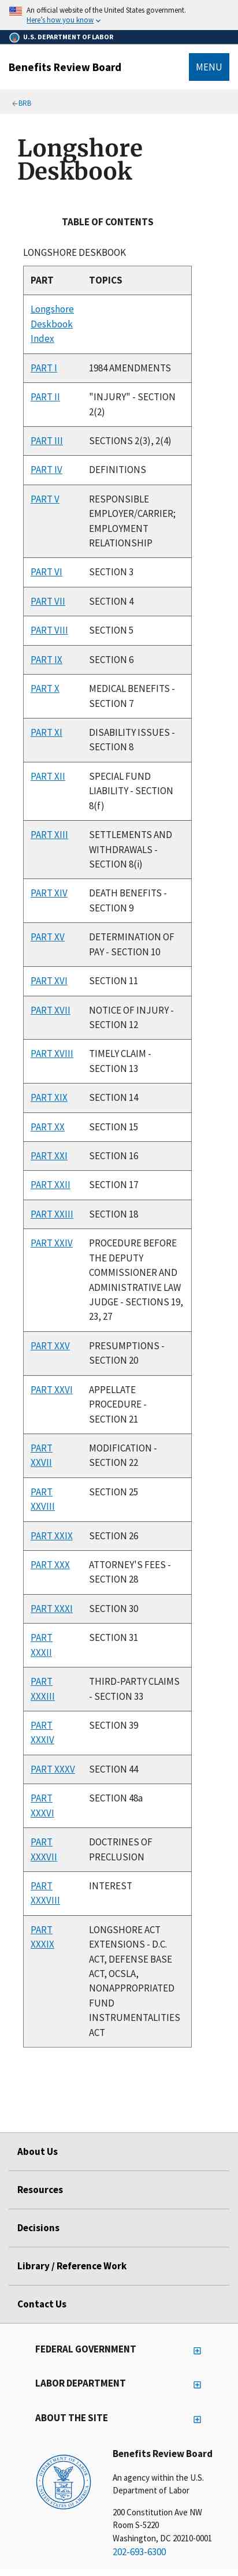 An official website of the United States government.
Here's how you know
U.S. DEPARTMENT OF LABOR
Benefits Review Board
MENU
BRB
Longshore
Deskbook
TABLE OF CONTENTS
LONGSHORE DESKBOOK
PART TOPICS
Longshore
Deskbook
Index
PART I 1984 AMENDMENTS
PART II "INJURY" - SECTION
2(2)
PART III SECTIONS 2(3), 2(4)
PART IV DEFINITIONS
PART V RESPONSIBLE
EMPLOYER/CARRIER;
EMPLOYMENT
RELATIONSHIP
PART VI SECTION 3
PART VII SECTION 4
PART VIII SECTION 5
PART IX SECTION 6
PART X MEDICAL BENEFITS -
SECTION 7
PART XI DISABILITY ISSUES -
SECTION 8
PART XII SPECIAL FUND
LIABILITY - SECTION
8(f)
PART XIII SETTLEMENTS AND
WITHDRAWALS -
SECTION 8(i)
PART XIV DEATH BENEFITS -
SECTION 9
PART XV DETERMINATION OF
PAY - SECTION 10
PART XVI SECTION 11
PART XVII NOTICE OF INJURY -
SECTION 12
PART XVIII TIMELY CLAIM -
SECTION 13
PART XIX SECTION 14
PART XX SECTION 15
PART XXI SECTION 16
PART XXII SECTION 17
PART XXIII SECTION 18
PART XXIV PROCEDURE BEFORE
THE DEPUTY
COMMISSIONER AND
ADMINISTRATIVE LAW
JUDGE - SECTIONS 19,
23, 27
PART XXV PRESUMPTIONS -
SECTION 20
PART XXVI APPELLATE
PROCEDURE -
SECTION 21
PART MODIFICATION -
XXVII SECTION 22
PART SECTION 25
XXVIII
PART XXIX SECTION 26
PART XXX ATTORNEY'S FEES -
SECTION 28
PART XXXI SECTION 30
PART SECTION 31
XXXII
PART THIRD-PARTY CLAIMS
XXXIII - SECTION 33
PART SECTION 39
XXXIV
PART XXXV SECTION 44
PART SECTION 48a
XXXVI
PART DOCTRINES OF
XXXVII PRECLUSION
PART INTEREST
XXXVIII
PART LONGSHORE ACT
XXXIX EXTENSIONS - D.C.
ACT, DEFENSE BASE
ACT, OCSLA,
NONAPPROPRIATED
FUND
INSTRUMENTALITIES
ACT
About Us
Resources
Decisions
Library / Reference Work
Contact Us
FEDERAL GOVERNMENT
LABOR DEPARTMENT
ABOUT THE SITE
Benefits Review Board
An agency within the U.S.
Department of Labor
200 Constitution Ave NW
Room S-5220
Washington, DC 20210-0001
202-693-6300